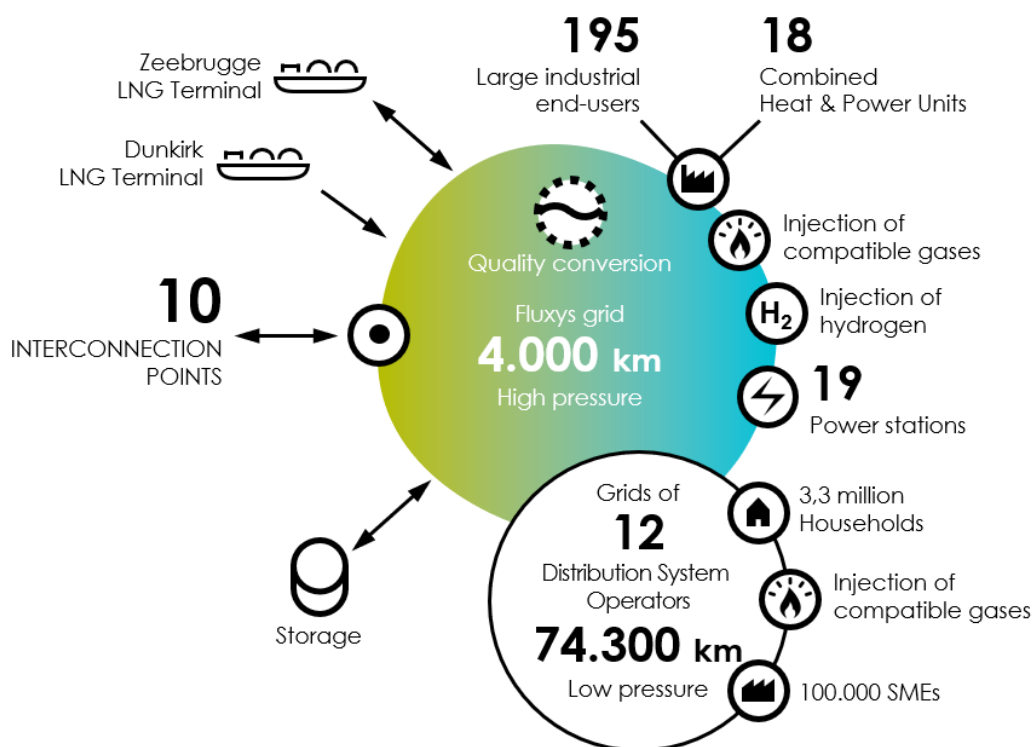 195
Large industrial
end-users
18
Combined
Heat & Power Units
Zeebrugge
LNG Terminal
Dunkirk
LNG Terminal
Injection of
compatible gases
Quality conversion
10
INTERCONNECTION
POINTS
Fluxys grid
4.000 km
High pressure
H₂
Injection of
hydrogen
19
Power stations
Grids of
12
Distribution System
Operators
74.300 km
Low pressure
3,3 million
Households
Injection of
compatible gases
100.000 SMEs
Storage